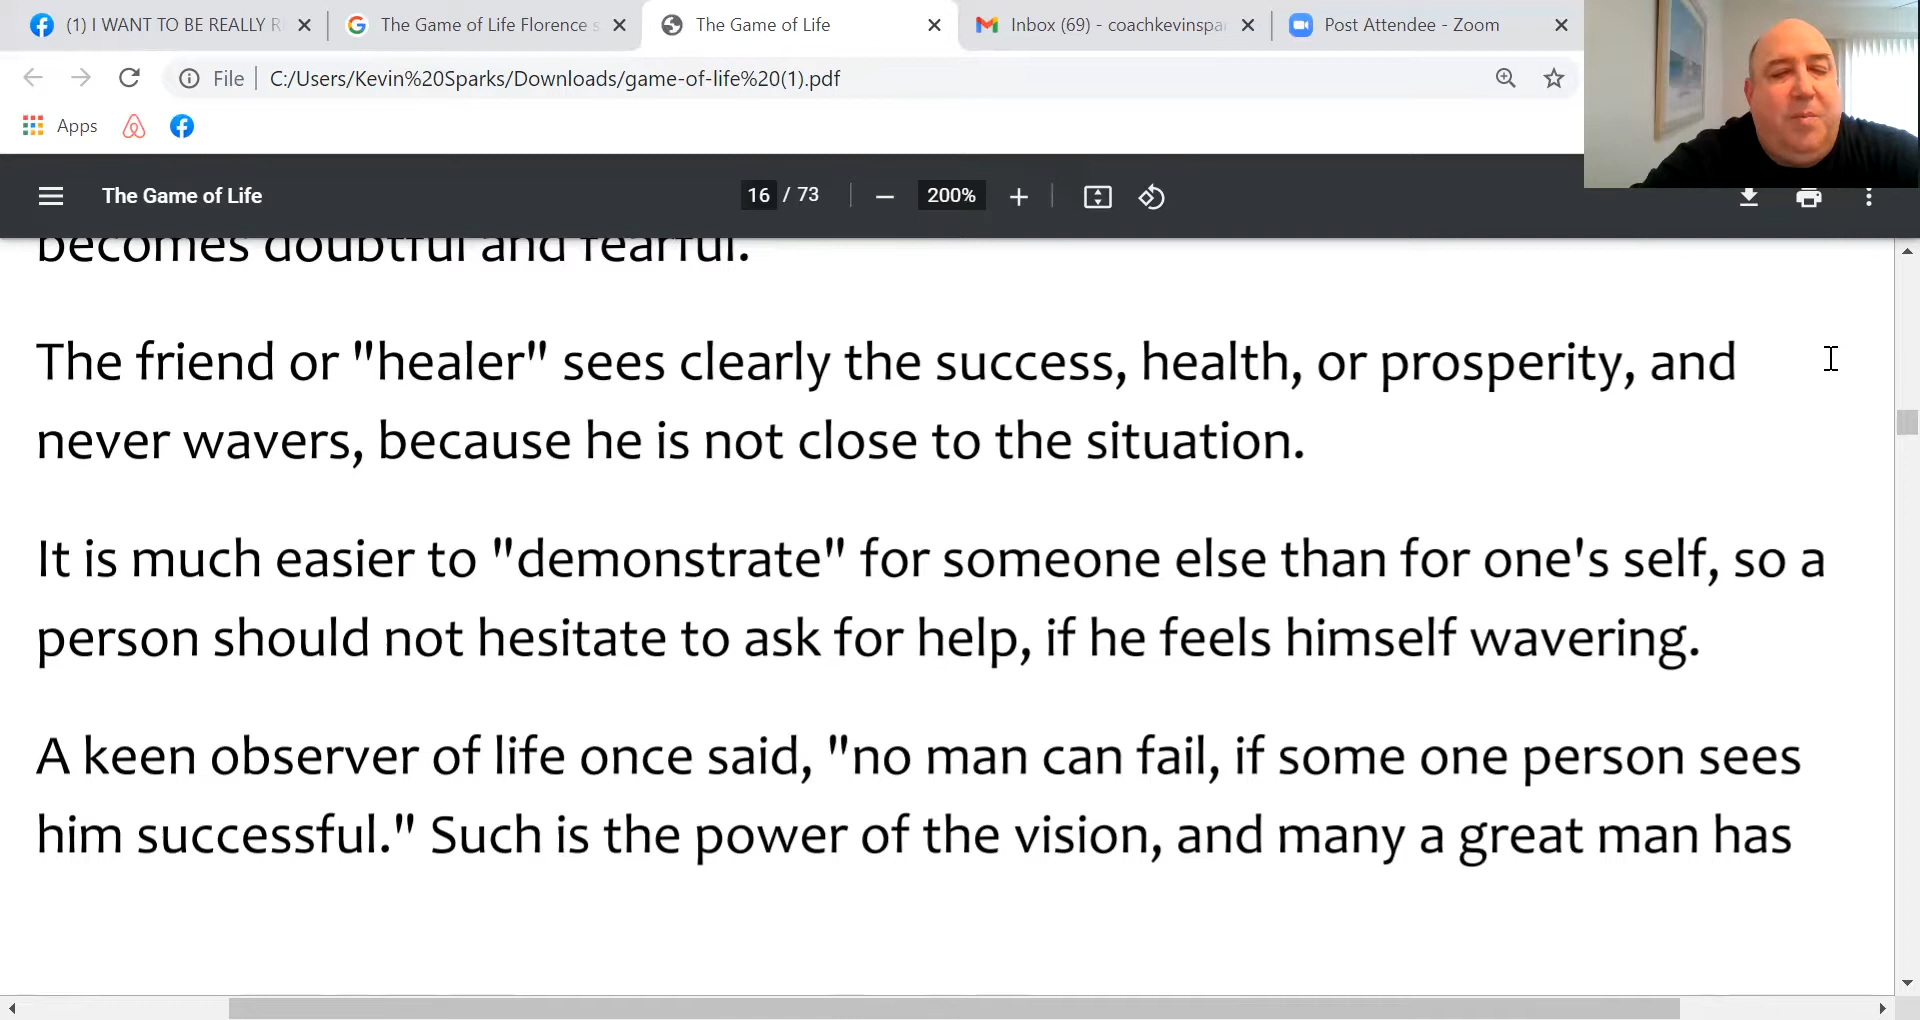 (1) I WANT TO BE REALLY R
The Game of Life Florence s
The Game of Life
Inbox (69) - coachkevinspar
Post Attendee - Zoom
File
C:/Users/Kevin%20Sparks/Downloads/game-of-life%20(1).pdf
Apps
The Game of Life
16 / 73
200%
becomes doubtful and fearful.
The friend or "healer" sees clearly the success, health, or prosperity, and
never wavers, because he is not close to the situation.
It is much easier to "demonstrate" for someone else than for one's self, so a
person should not hesitate to ask for help, if he feels himself wavering.
A keen observer of life once said, "no man can fail, if some one person sees
him successful." Such is the power of the vision, and many a great man has